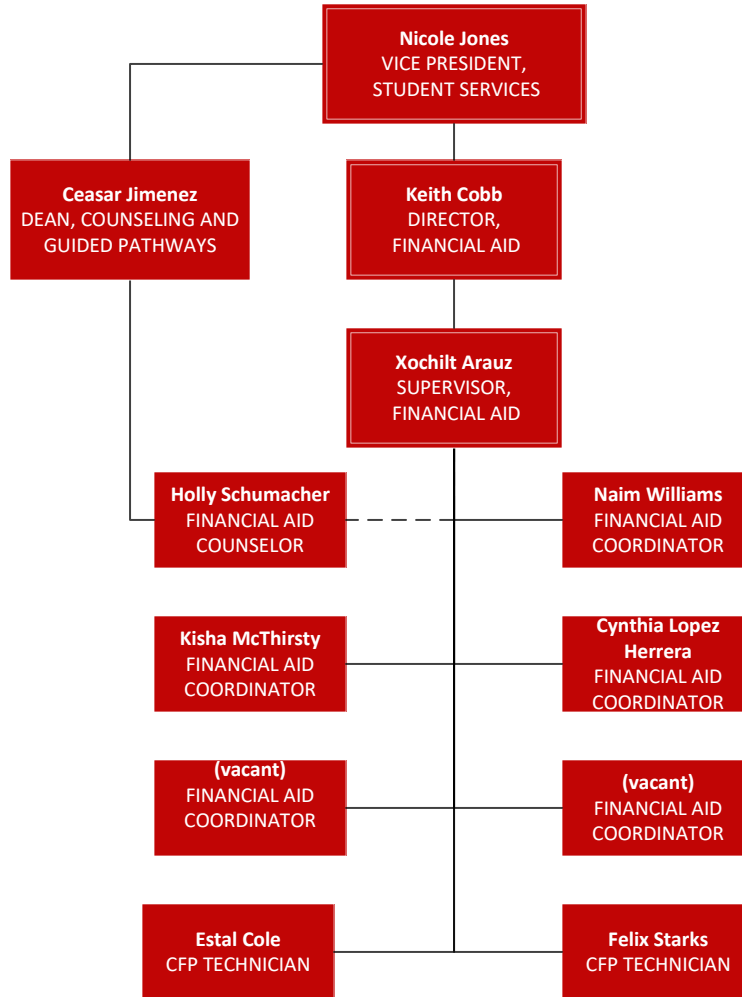 Nicole Jones
VICE PRESIDENT,
STUDENT SERVICES
Ceasar Jimenez
DEAN, COUNSELING AND
GUIDED PATHWAYS
Keith Cobb
DIRECTOR,
FINANCIAL AID
Xochilt Arauz
SUPERVISOR,
FINANCIAL AID
Holly Schumacher
FINANCIAL AID
COUNSELOR
Naim Williams
FINANCIAL AID
COORDINATOR
Kisha McThirsty
FINANCIAL AID
COORDINATOR
Cynthia Lopez
Herrera
FINANCIAL AID
COORDINATOR
(vacant)
FINANCIAL AID
COORDINATOR
(vacant)
FINANCIAL AID
COORDINATOR
Estal Cole
CFP TECHNICIAN
Felix Starks
CFP TECHNICIAN